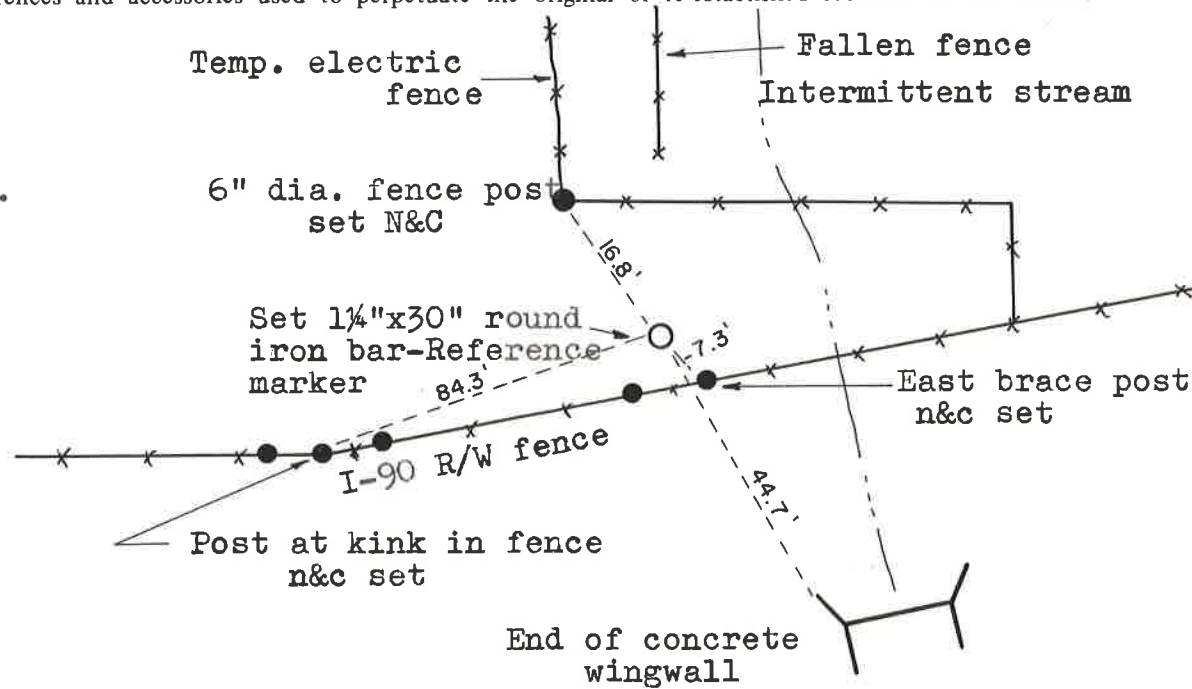 Temp. electric
fence
Fallen fence
Intermittent stream
6" dia. fence post
set N&C
16.8'
Set 1¼"x30" round
iron bar-Reference
marker
7.3'
84.3'
East brace post
n&c set
I-90 R/W fence
44.7'
Post at kink in fence
n&c set
End of concrete
wingwall